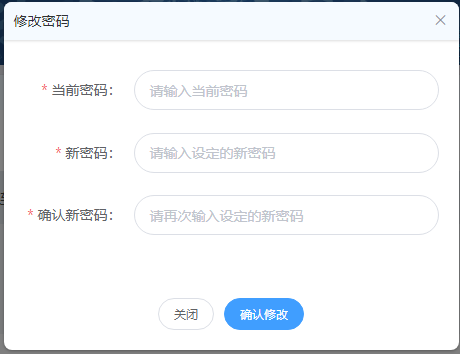 修改密码
* 当前密码：
请输入当前密码
* 新密码：
请输入设定的新密码
* 确认新密码：
请再次输入设定的新密码
关闭
确认修改